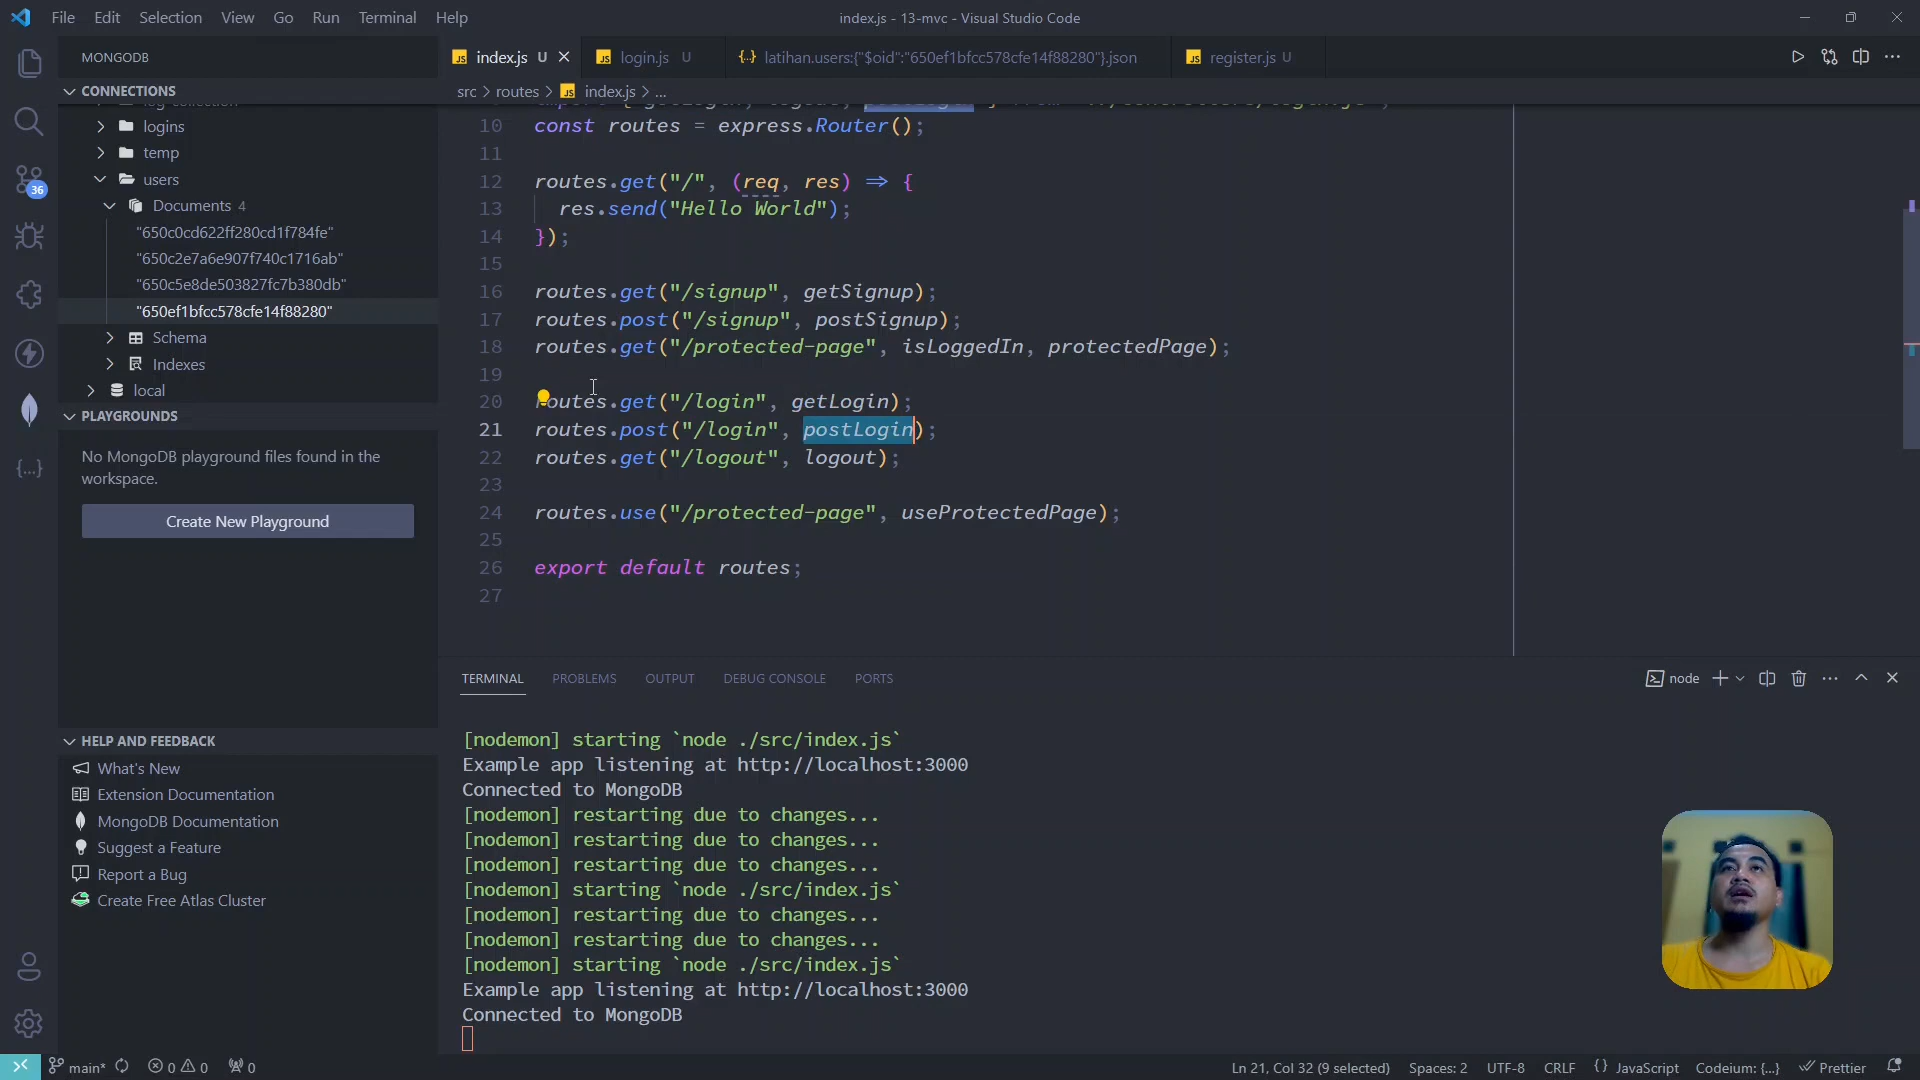 File Edit Selection View Go Run Terminal Help
index.js - 13-mvc - Visual Studio Code
MONGODB
index.js U
login.js U
{··} latihan.users:{"$oid":"650ef1bfcc578cfe14f88280"}.json
register.js U
CONNECTIONS
src > routes > index.js > ...
logins
temp
users
Documents 4
"650c0cd622ff280cd1f784fe"
"650c2e7a6e907f740c1716ab"
"650c5e8de503827fc7b380db"
"650ef1bfcc578cfe14f88280"
Schema
Indexes
local
PLAYGROUNDS
No MongoDB playground files found in the
workspace.
Create New Playground
HELP AND FEEDBACK
What's New
Extension Documentation
MongoDB Documentation
Suggest a Feature
Report a Bug
Create Free Atlas Cluster
36
10 const routes = express.Router();
11
12 routes.get("/", (req, res) => {
13 res.send("Hello World");
14 });
15
16 routes.get("/signup", getSignup);
17 routes.post("/signup", postSignup);
18 routes.get("/protected-page", isLoggedIn, protectedPage);
19
20 routes.get("/login", getLogin);
21 routes.post("/login", postLogin);
22 routes.get("/logout", logout);
23
24 routes.use("/protected-page", useProtectedPage);
25
26 export default routes;
27
TERMINAL PROBLEMS OUTPUT DEBUG CONSOLE PORTS
node
[nodemon] starting `node ./src/index.js`
Example app listening at http://localhost:3000
Connected to MongoDB
[nodemon] restarting due to changes...
[nodemon] restarting due to changes...
[nodemon] restarting due to changes...
[nodemon] starting `node ./src/index.js`
[nodemon] restarting due to changes...
[nodemon] restarting due to changes...
[nodemon] starting `node ./src/index.js`
Example app listening at http://localhost:3000
Connected to MongoDB
main* 0 0 0
Ln 21, Col 32 (9 selected) Spaces: 2 UTF-8 CRLF {} JavaScript Codeium: {...} Prettier